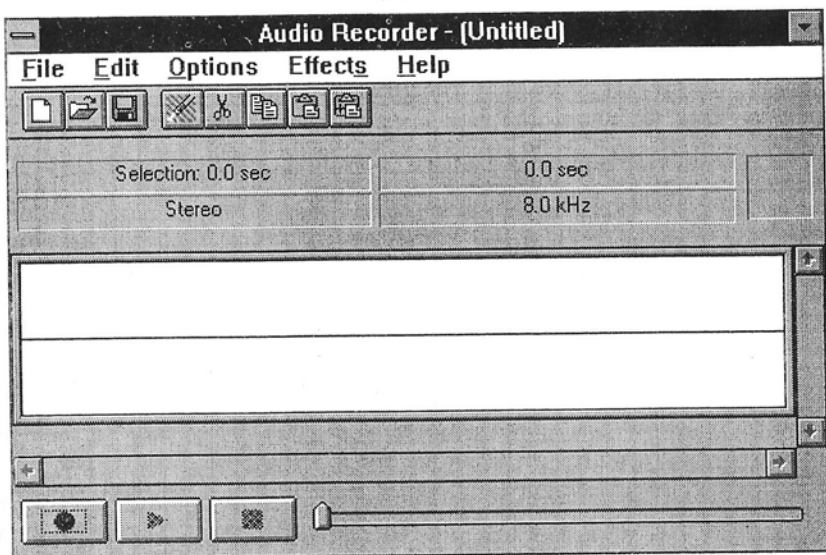 Audio Recorder - (Untitled)
File Edit Options Effects Help
Selection: 0.0 sec 0.0 sec
Stereo 8.0 kHz